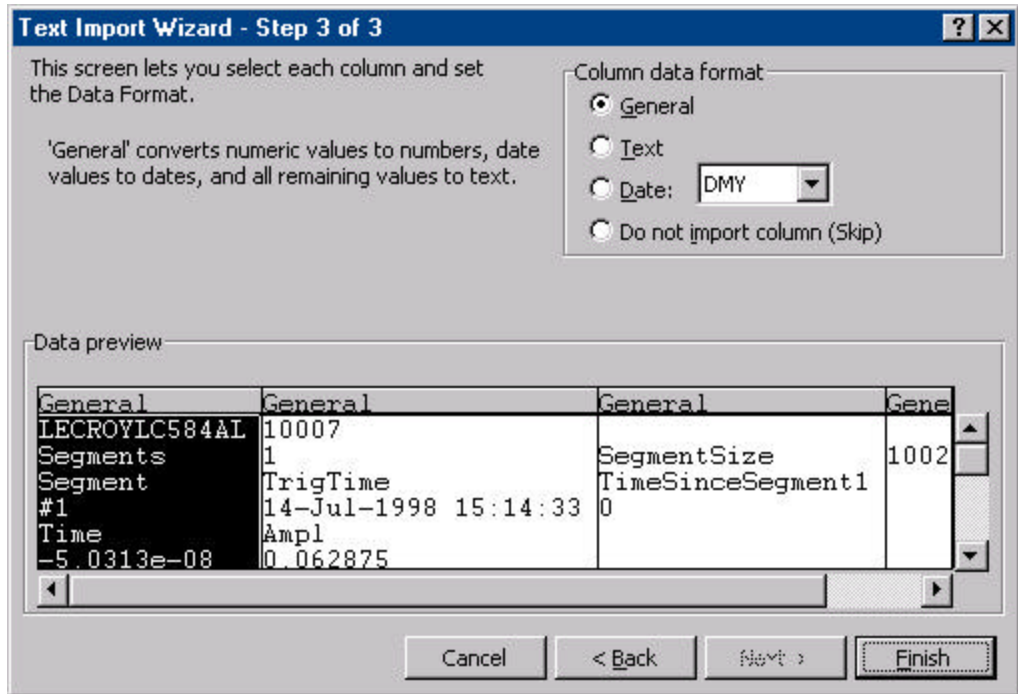 Text Import Wizard - Step 3 of 3
This screen lets you select each column and set
the Data Format.
'General' converts numeric values to numbers, date
values to dates, and all remaining values to text.
Column data format
General
Text
Date: DMY
Do not import column (Skip)
Data preview
General General General Gene
LECROYLC584AL 10007
Segments 1 SegmentSize 1002
Segment TrigTime TimeSinceSegment1
#1 14-Jul-1998 15:14:33 0
Time Ampl
-5.0313e-08 0.062875
Cancel < Back Next > Finish